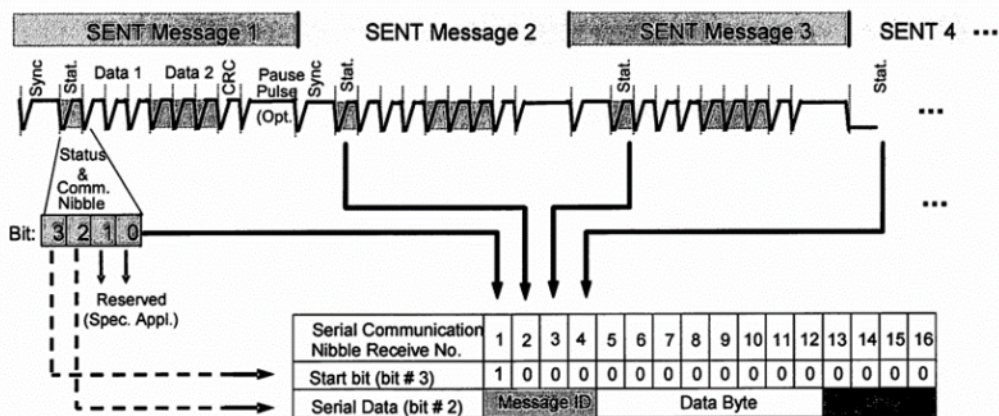 SENT Message 1 SENT Message 2 SENT Message 3 SENT 4 ...
Sync Stat. Data 1 Data 2 CRC Pause Pulse (Opt. Sync Stat. Stat. Stat.
...
Status
&
Comm.
Nibble
...
Bit: 3 2 1 0
Reserved
(Spec. Appl.)
Serial Communication
Nibble Receive No. 1 2 3 4 5 6 7 8 9 10 11 12 13 14 15 16
Start bit (bit # 3) 1 0 0 0 0 0 0 0 0 0 0 0 0 0 0 0
Serial Data (bit # 2) Message ID Data Byte